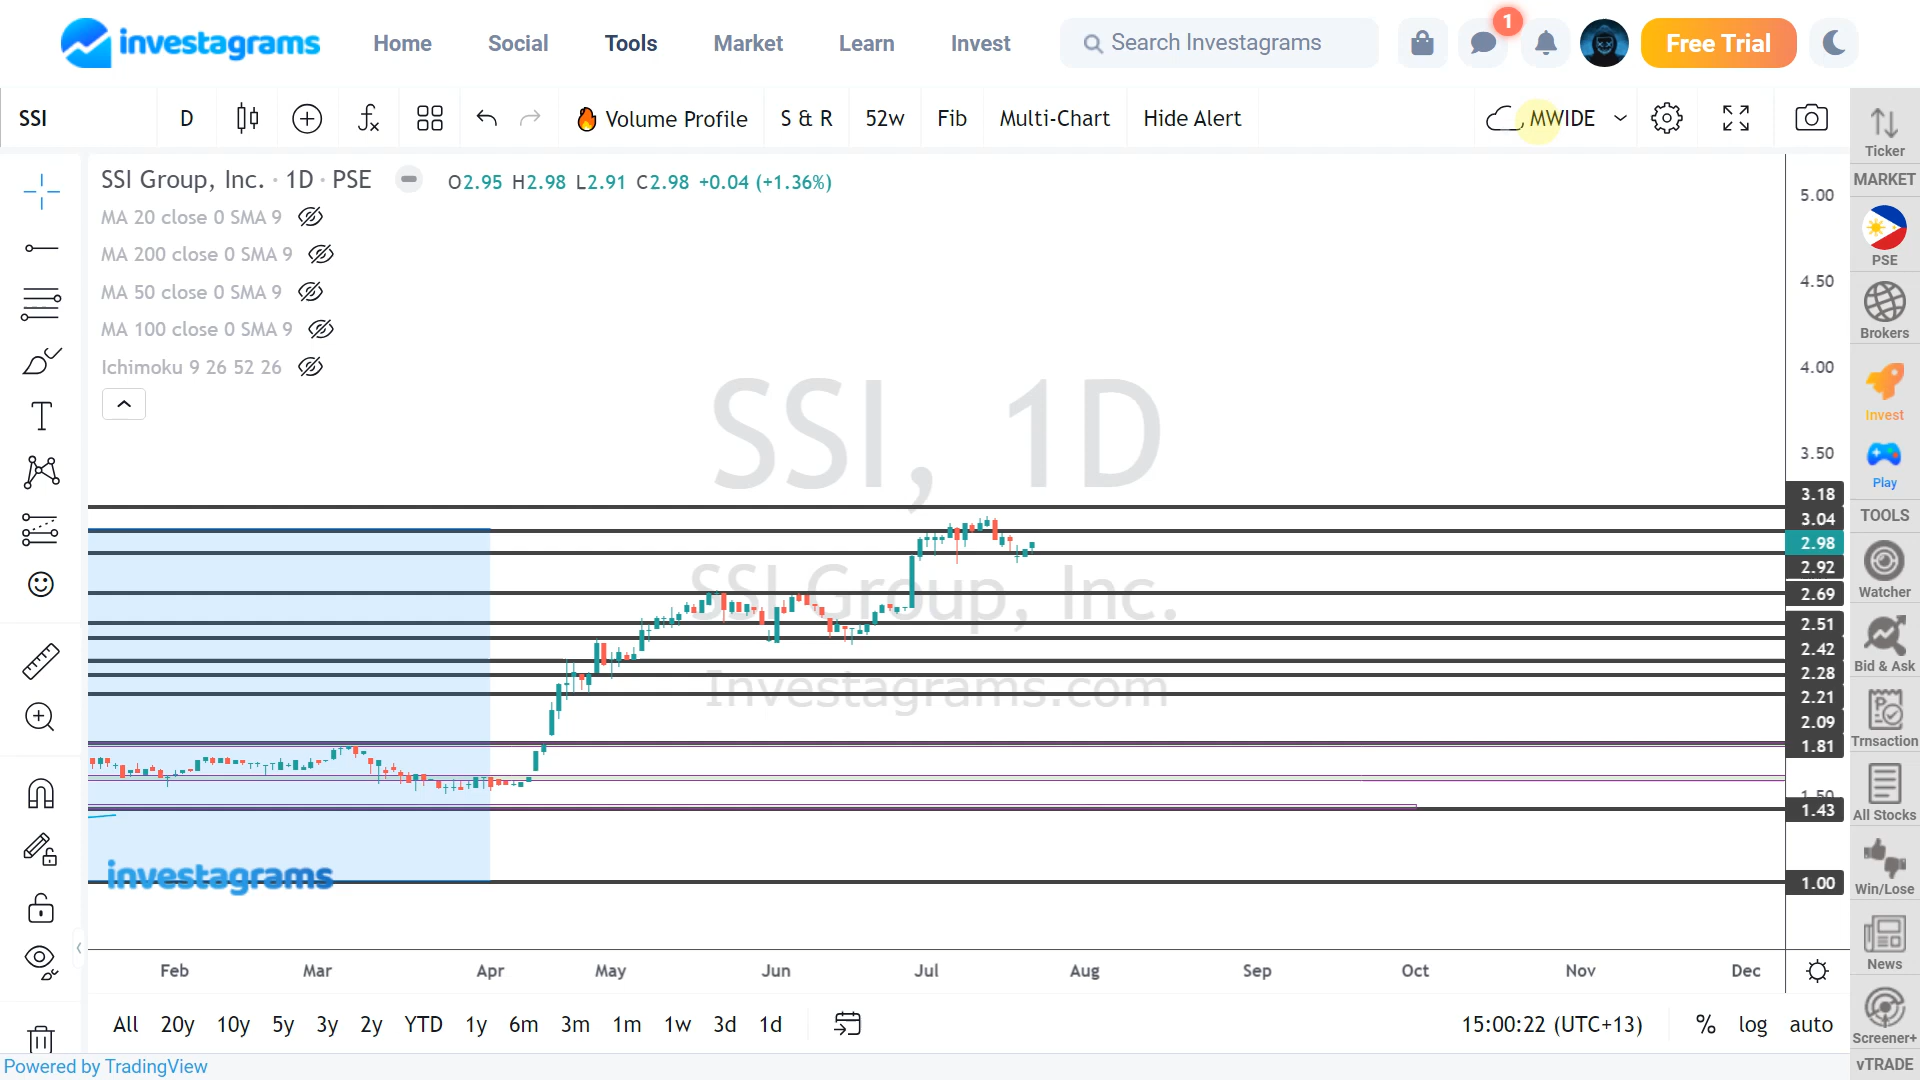 investagrams Home Social Tools Market Learn Invest Search Investagrams 1 Free Trial
SSI D Volume Profile S & R 52w Fib Multi-Chart Hide Alert MWIDE
SSI Group, Inc. · 1D · PSE O2.95 H2.98 L2.91 C2.98 +0.04 (+1.36%)
MA 20 close 0 SMA 9
MA 200 close 0 SMA 9
MA 50 close 0 SMA 9
MA 100 close 0 SMA 9
Ichimoku 9 26 52 26
SSI, 1D
SSI Group, Inc.
Investagrams.com
investagrams
5.00
4.50
4.00
3.50
3.18
3.04
2.98
2.92
2.69
2.51
2.42
2.28
2.21
2.09
1.81
1.50
1.43
1.00
Feb Mar Apr May Jun Jul Aug Sep Oct Nov Dec
All 20y 10y 5y 3y 2y YTD 1y 6m 3m 1m 1w 3d 1d 15:00:22 (UTC+13) % log auto
Powered by TradingView
Ticker
MARKET
PSE
Brokers
Invest
Play
TOOLS
Watcher
Bid & Ask
Trnsaction
All Stocks
Win/Lose
News
Screener+
vTRADE